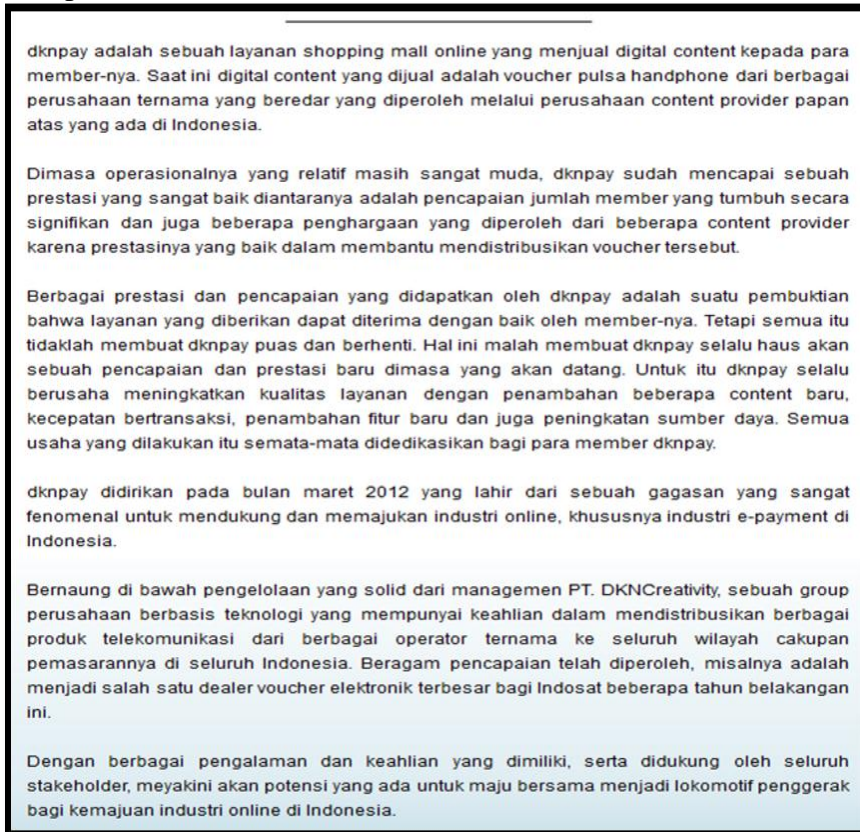 dknpay adalah sebuah layanan shopping mall online yang menjual digital content kepada para
member-nya. Saat ini digital content yang dijual adalah voucher pulsa handphone dari berbagai
perusahaan ternama yang beredar yang diperoleh melalui perusahaan content provider papan
atas yang ada di Indonesia.
Dimasa operasionalnya yang relatif masih sangat muda, dknpay sudah mencapai sebuah
prestasi yang sangat baik diantaranya adalah pencapaian jumlah member yang tumbuh secara
signifikan dan juga beberapa penghargaan yang diperoleh dari beberapa content provider
karena prestasinya yang baik dalam membantu mendistribusikan voucher tersebut.
Berbagai prestasi dan pencapaian yang didapatkan oleh dknpay adalah suatu pembuktian
bahwa layanan yang diberikan dapat diterima dengan baik oleh member-nya. Tetapi semua itu
tidaklah membuat dknpay puas dan berhenti. Hal ini malah membuat dknpay selalu haus akan
sebuah pencapaian dan prestasi baru dimasa yang akan datang. Untuk itu dknpay selalu
berusaha meningkatkan kualitas layanan dengan penambahan beberapa content baru,
kecepatan bertransaksi, penambahan fitur baru dan juga peningkatan sumber daya. Semua
usaha yang dilakukan itu semata-mata didedikasikan bagi para member dknpay.
dknpay didirikan pada bulan maret 2012 yang lahir dari sebuah gagasan yang sangat
fenomenal untuk mendukung dan memajukan industri online, khususnya industri e-payment di
Indonesia.
Bernaung di bawah pengelolaan yang solid dari managemen PT. DKNCreativity, sebuah group
perusahaan berbasis teknologi yang mempunyai keahlian dalam mendistribusikan berbagai
produk telekomunikasi dari berbagai operator ternama ke seluruh wilayah cakupan
pemasarannya di seluruh Indonesia. Beragam pencapaian telah diperoleh, misalnya adalah
menjadi salah satu dealer voucher elektronik terbesar bagi Indosat beberapa tahun belakangan
ini.
Dengan berbagai pengalaman dan keahlian yang dimiliki, serta didukung oleh seluruh
stakeholder, meyakini akan potensi yang ada untuk maju bersama menjadi lokomotif penggerak
bagi kemajuan industri online di Indonesia.